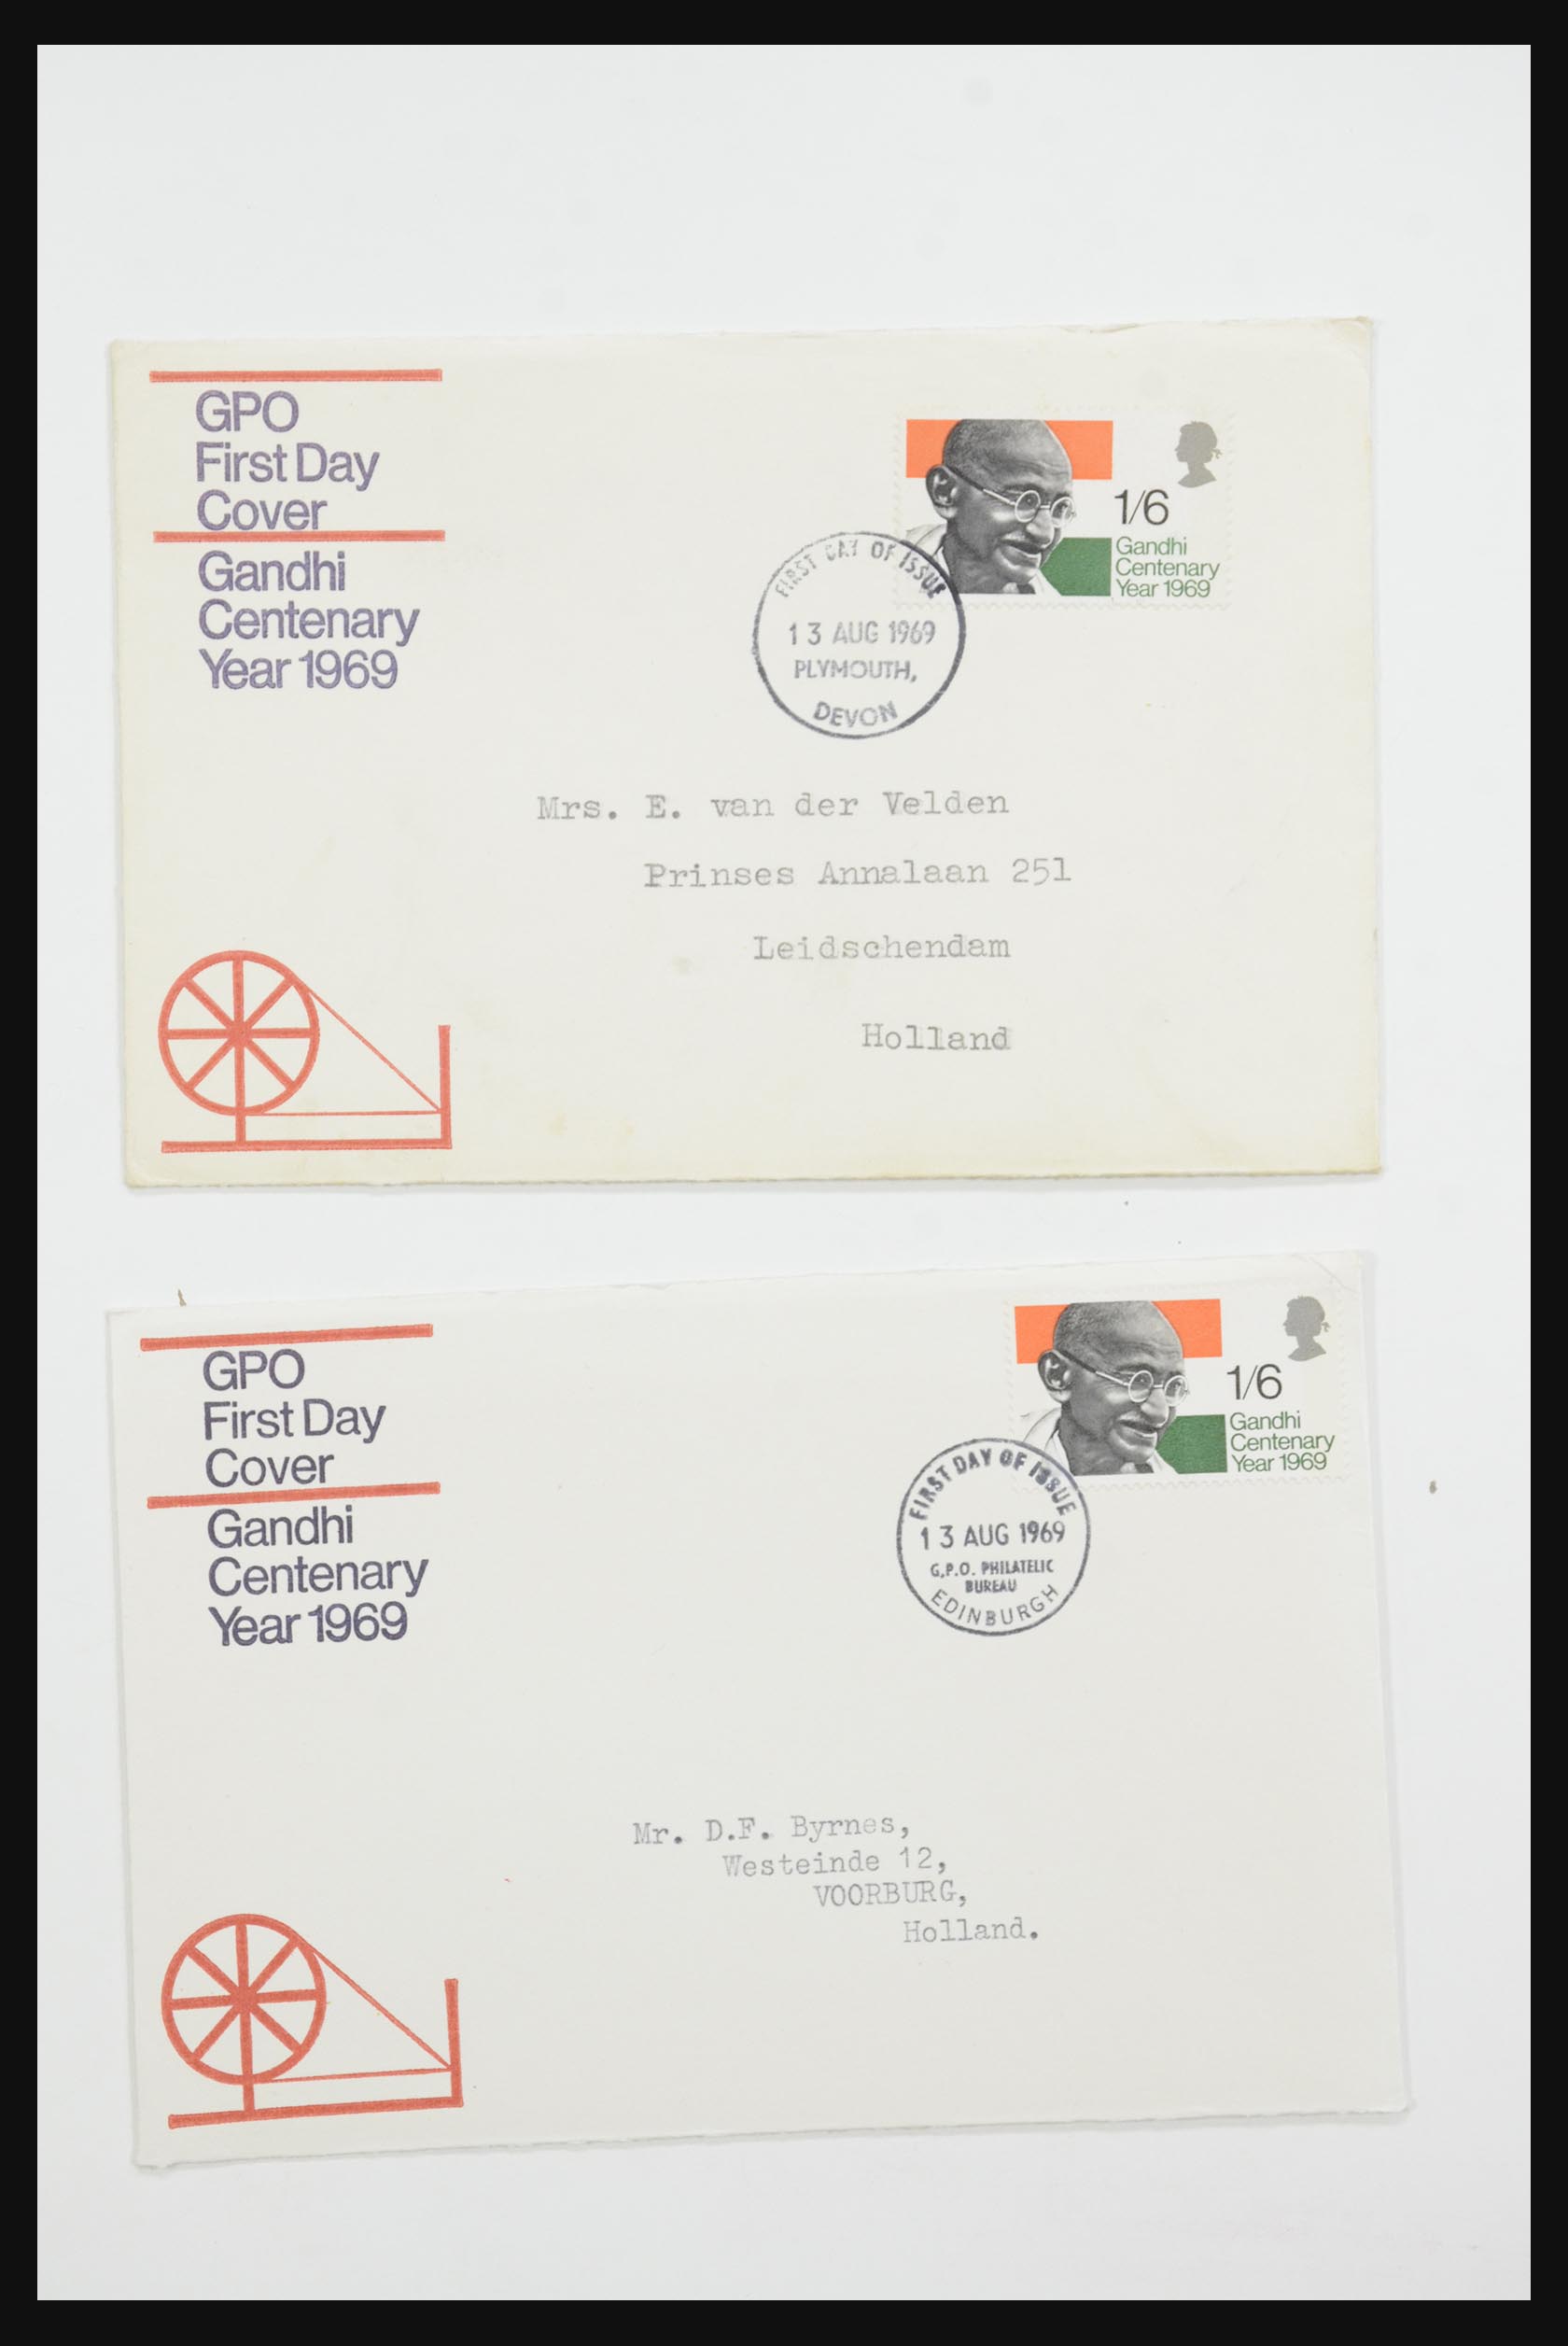 GPO
First Day
Cover
Gandhi
Centenary
Year 1969
1/6
Gandhi
Centenary
Year 1969
FIRST DAY OF ISSUE
13 AUG 1969
PLYMOUTH,
DEVON
Mrs. E. van der Velden
Prinses Annalaan 251
Leidschendam
Holland
GPO
First Day
Cover
Gandhi
Centenary
Year 1969
1/6
Gandhi
Centenary
Year 1969
FIRST DAY OF ISSUE
13 AUG 1969
G.P.O. PHILATELIC
BUREAU
EDINBURGH
Mr. D.F. Byrnes,
Westeinde 12,
VOORBURG,
Holland.